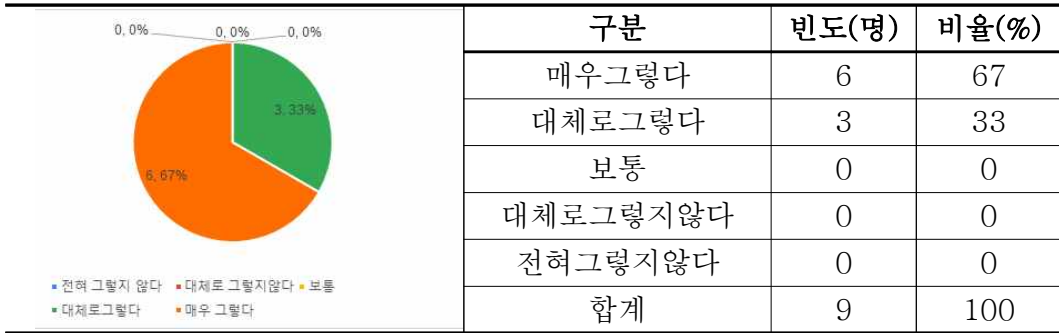 0, 0% 0, 0% 0, 0%
3, 33%
6, 67%
전혀 그렇지 않다 대체로 그렇지않다 보통
대체로그렇다 매우 그렇다
구분 빈도(명) 비율(%)
매우그렇다 6 67
대체로그렇다 3 33
보통 0 0
대체로그렇지않다 0 0
전혀그렇지않다 0 0
합계 9 100